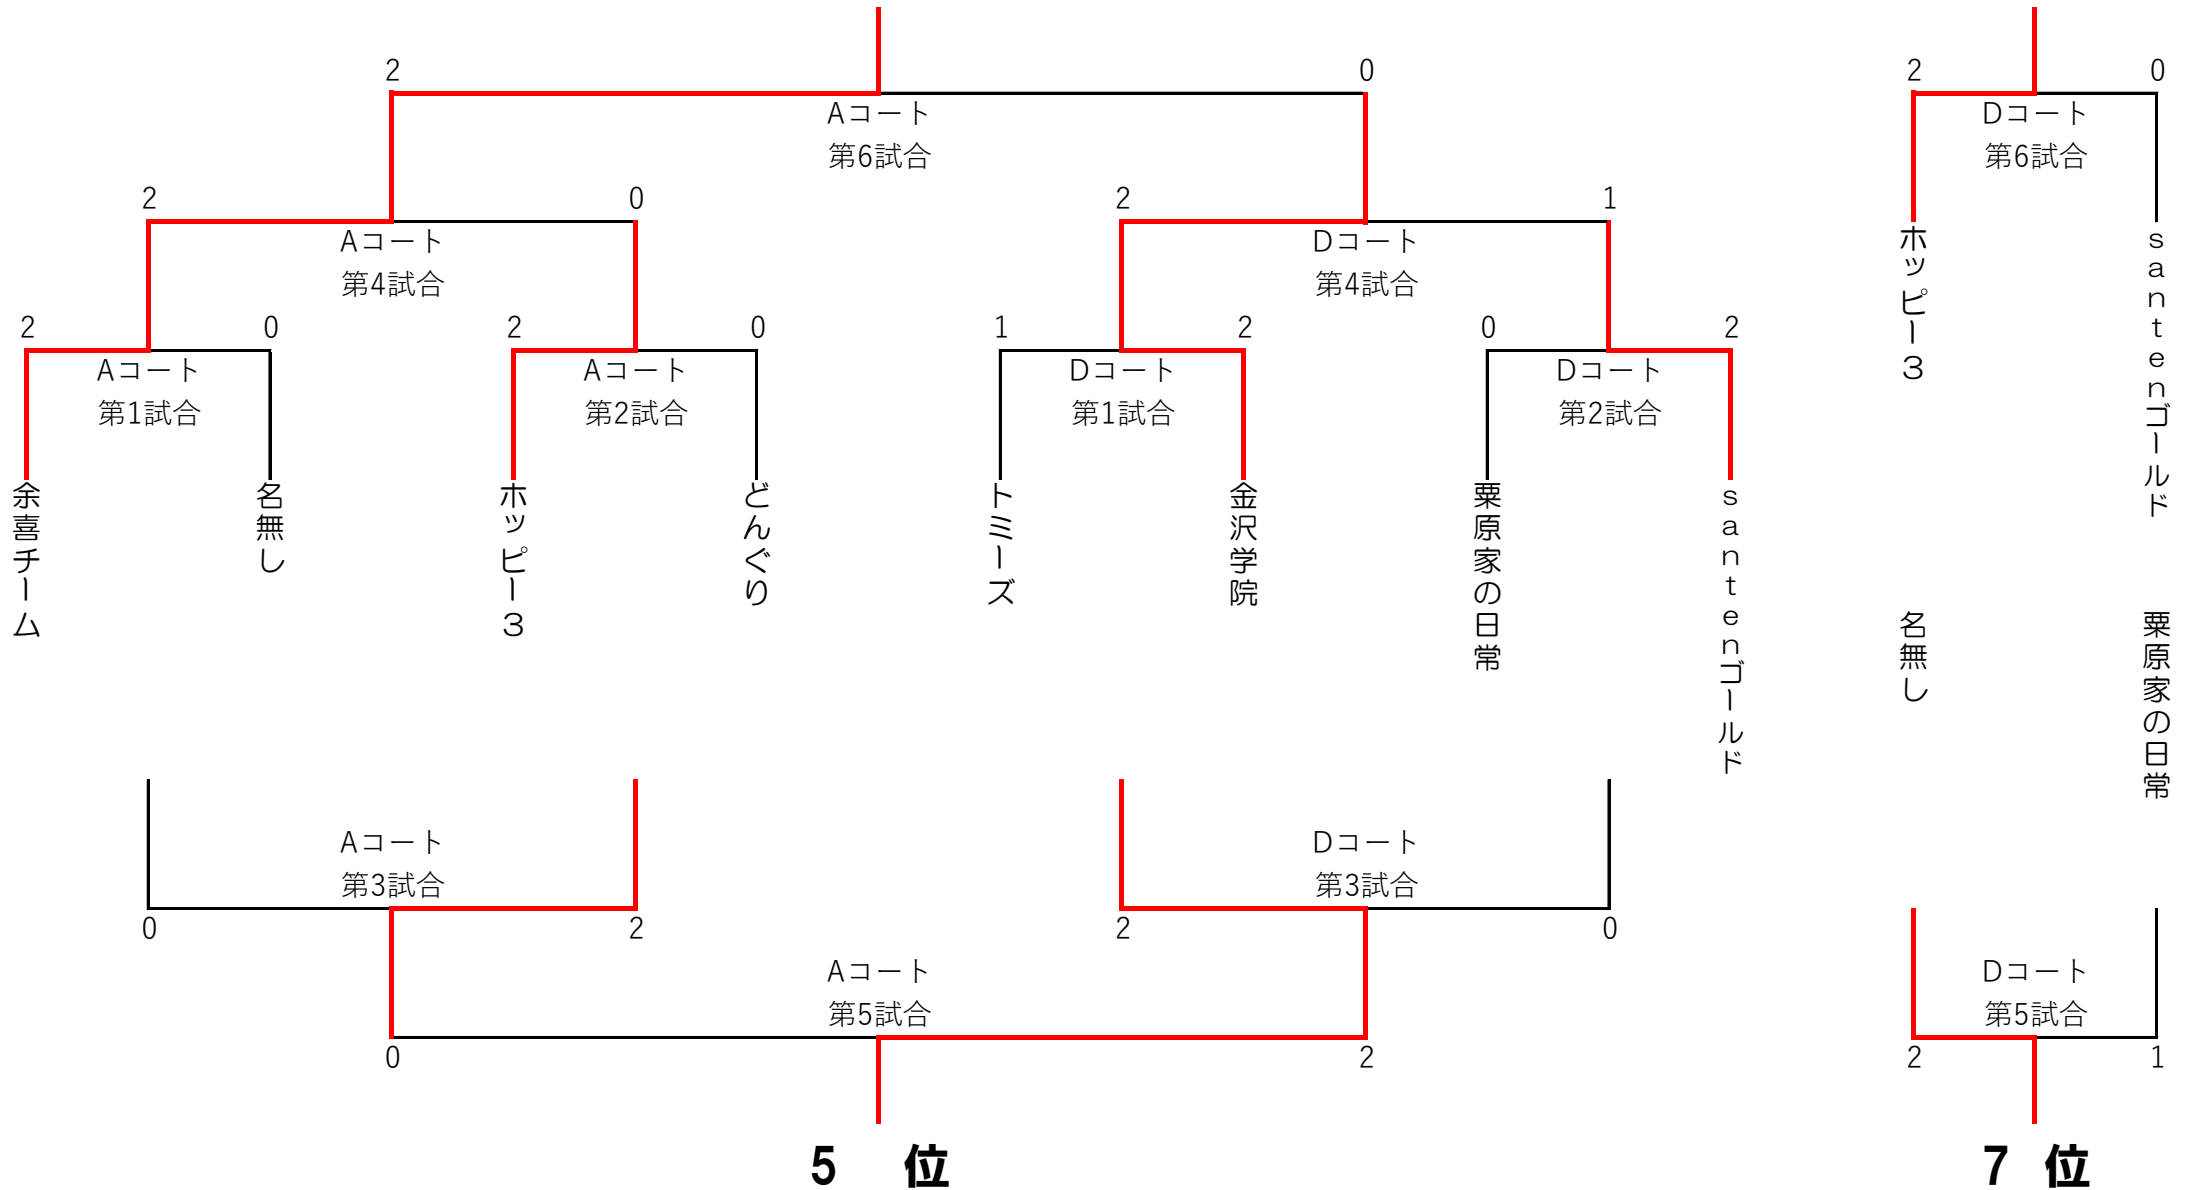 2 0 2 0
Aコート
第6試合
Dコート
第6試合
2 0 2 1
Aコート
第4試合
Dコート
第4試合
2 0 2 0 1 2 0 2
Aコート
第1試合
Aコート
第2試合
Dコート
第1試合
Dコート
第2試合
余喜チーム
名無し
ホッピー3
どんぐり
トミーズ
金沢学院
粟原家の日常
santenゴールド
ホッピー3
santenゴールド
名無し
粟原家の日常
Aコート
第3試合
Dコート
第3試合
0 2 2 0
Aコート
第5試合
Dコート
第5試合
0 2 2 1
5 位
7 位